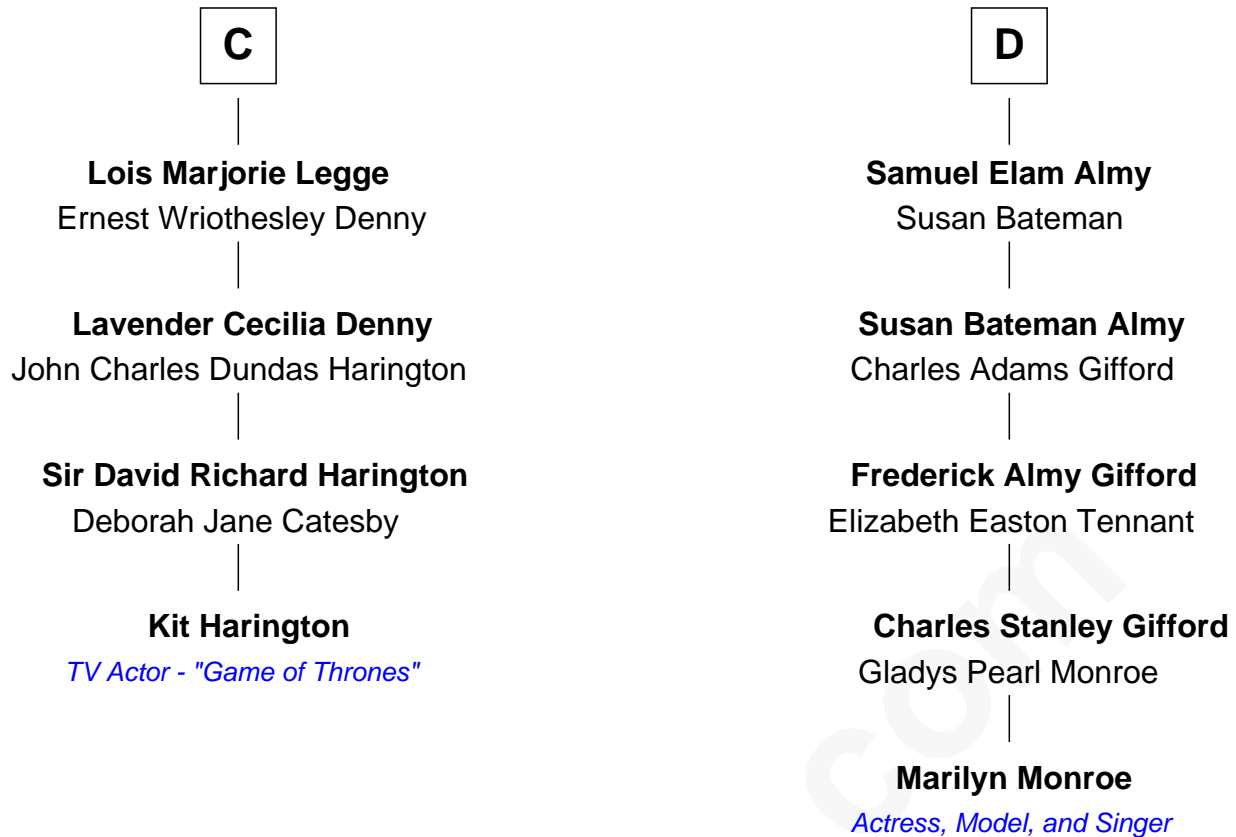 C
Lois Marjorie Legge
Ernest Wriothesley Denny
Lavender Cecilia Denny
John Charles Dundas Harington
Sir David Richard Harington
Deborah Jane Catesby
Kit Harington
TV Actor - "Game of Thrones"
D
Samuel Elam Almy
Susan Bateman
Susan Bateman Almy
Charles Adams Gifford
Frederick Almy Gifford
Elizabeth Easton Tennant
Charles Stanley Gifford
Gladys Pearl Monroe
Marilyn Monroe
Actress, Model, and Singer
com